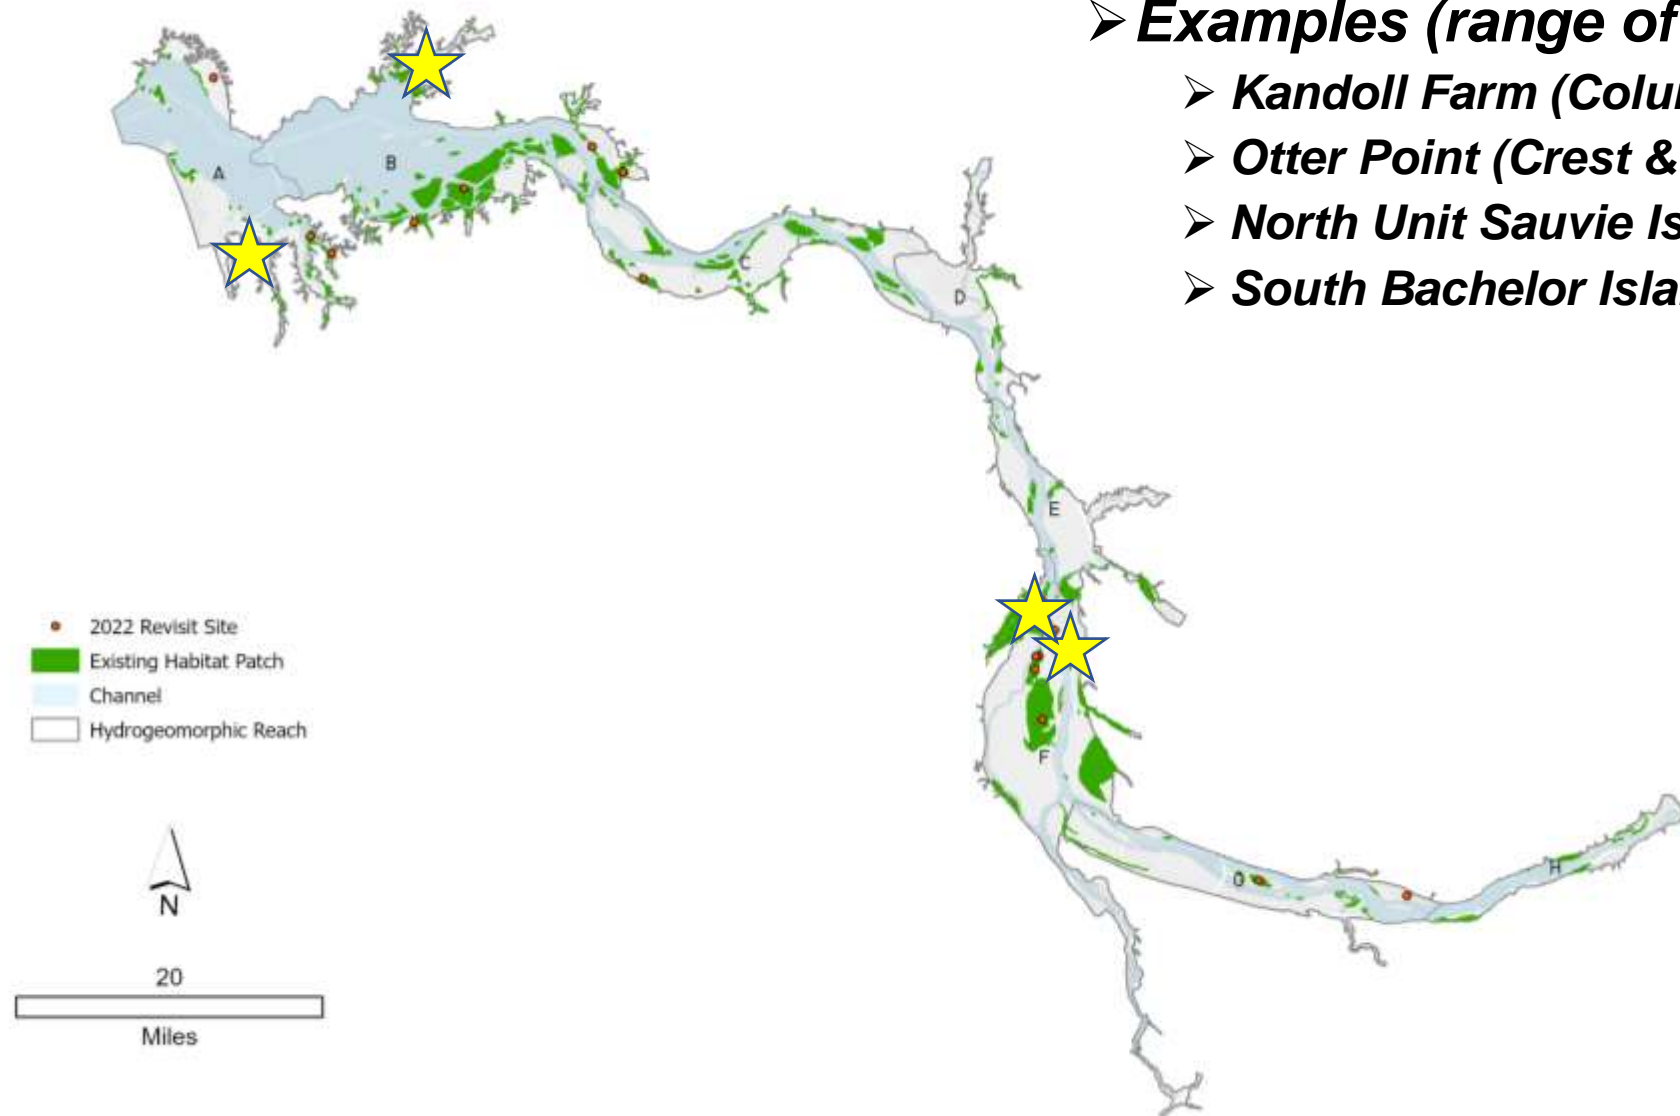 ➢ Examples (range of
➢ Kandoll Farm (Colu
➢ Otter Point (Crest &
➢ North Unit Sauvie Is
➢ South Bachelor Isla
A
B
C
D
E
F
G
H
2022 Revisit Site
Existing Habitat Patch
Channel
Hydrogeomorphic Reach
N
20
Miles